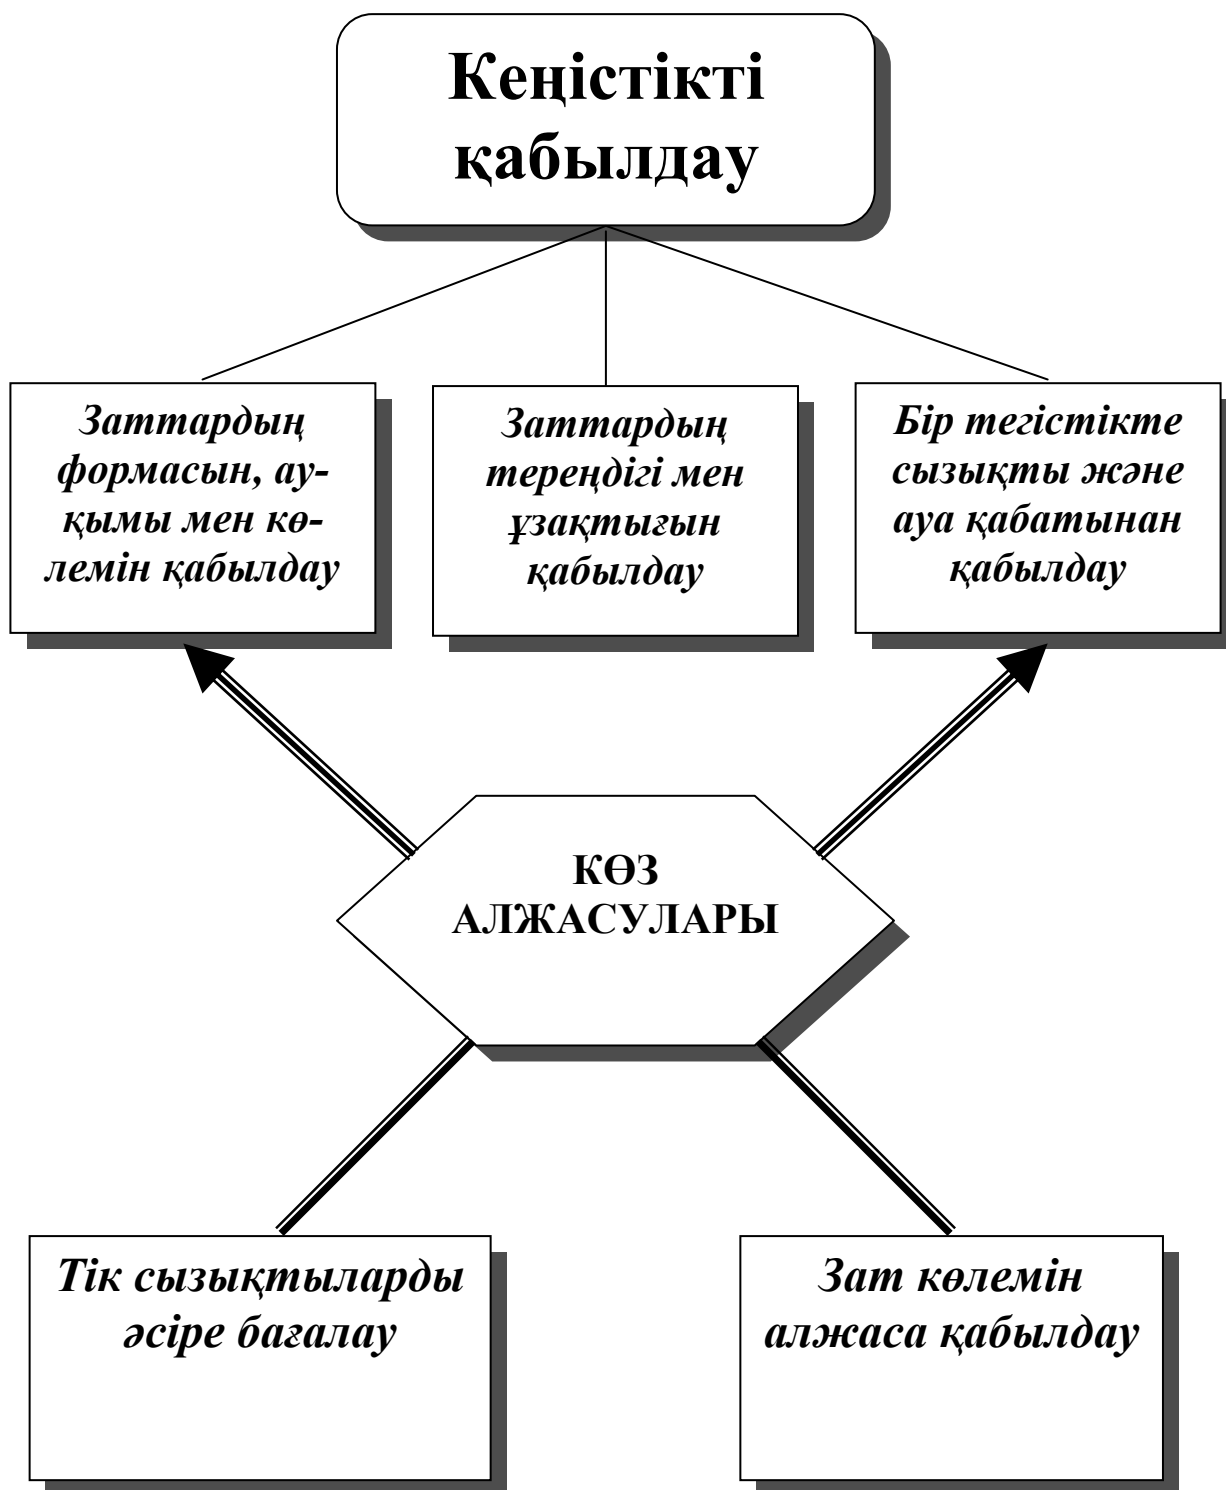 Кеңістікті
қабылдау
Заттардың
формасын, ау-
қымы мен кө-
лемін қабылдау
Заттардың
тереңдігі мен
ұзақтығын
қабылдау
Бір тегістікте
сызықты және
ауа қабатынан
қабылдау
КӨЗ
АЛЖАСУЛАРЫ
Тік сызықтыларды
әсіре бағалау
Зат көлемін
алжаса қабылдау